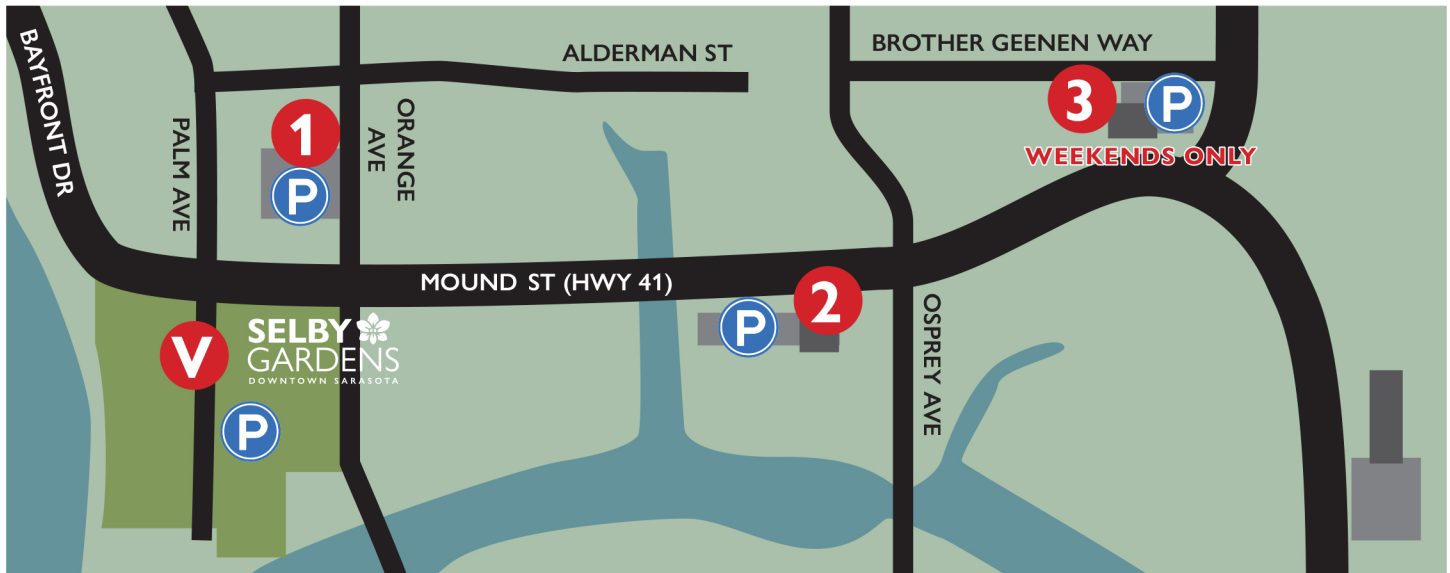 BAYFRONT DR
PALM AVE
ORANGE
AVE
ALDERMAN ST
BROTHER GEENEN WAY
1
P
3
P
WEEKENDS ONLY
MOUND ST (HWY 41)
2
P
OSPREY AVE
V
SELBY
GARDENS
DOWNTOWN SARASOTA
P